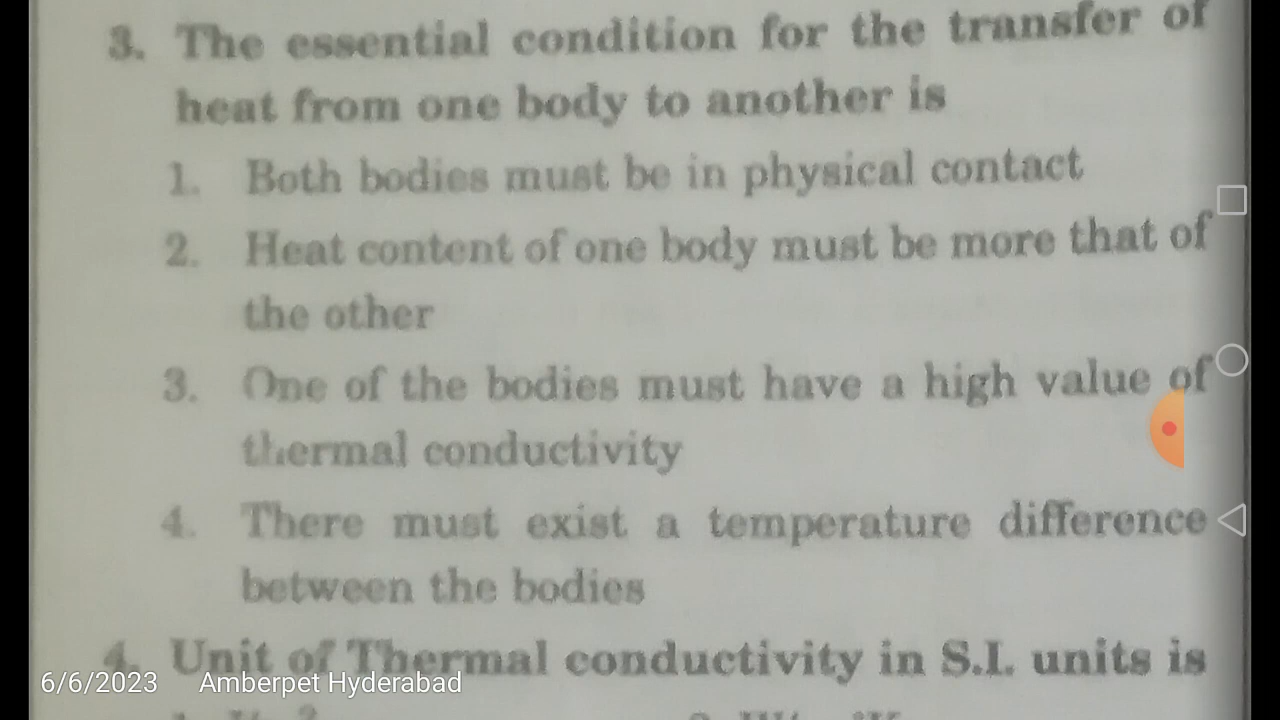 3. The essential condition for the transfer of
heat from one body to another is
1. Both bodies must be in physical contact
2. Heat content of one body must be more that of
the other
3. One of the bodies must have a high value of
thermal conductivity
4. There must exist a temperature difference
between the bodies
4. Unit of Thermal conductivity in S.I. units is
6/6/2023 Amberpet Hyderabad